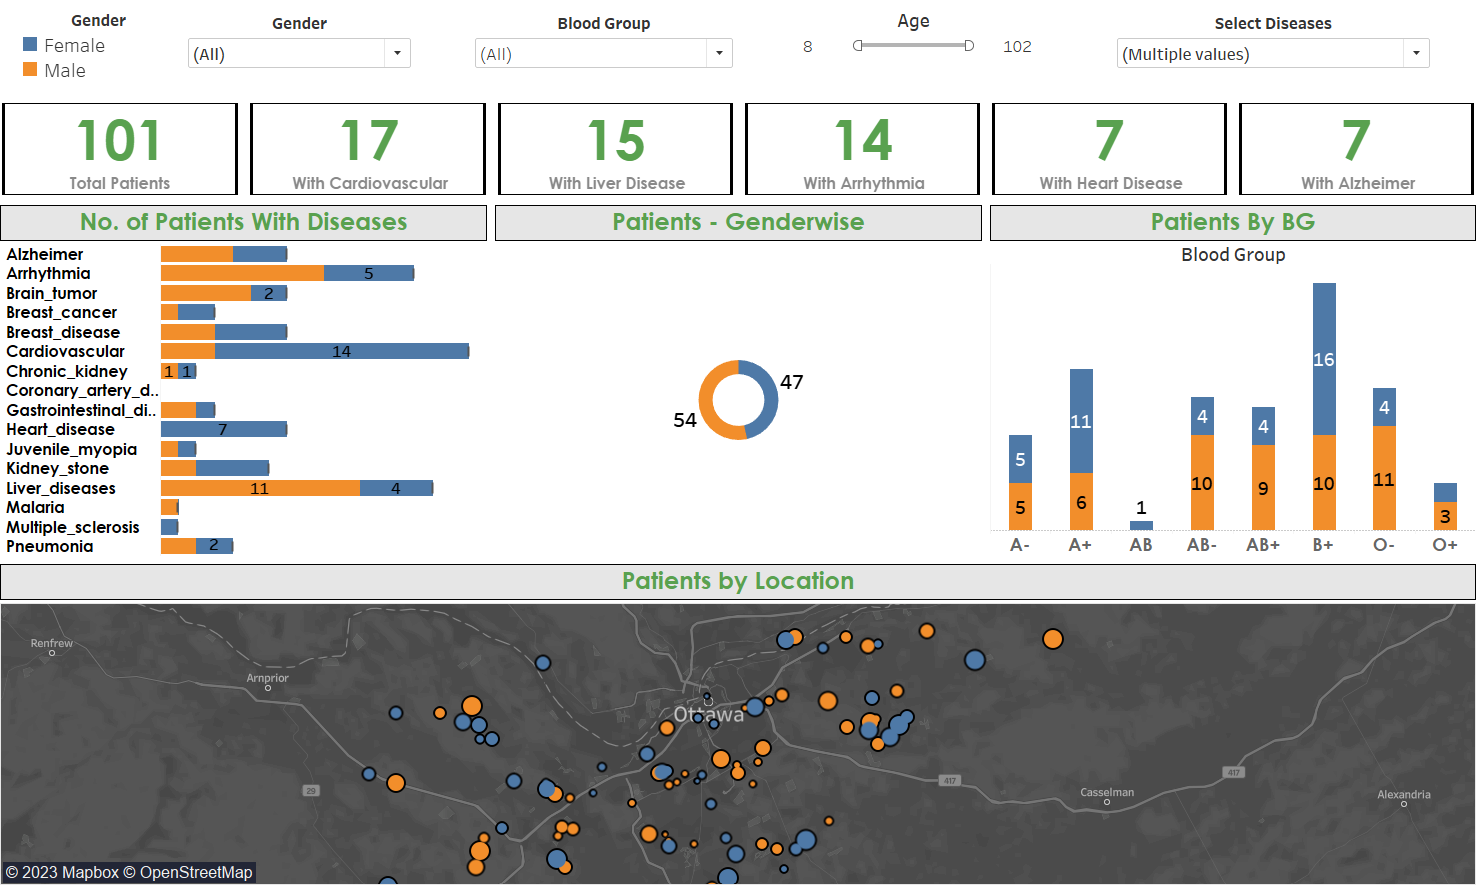 Gender
Female
Male
Gender
(All)
Blood Group
(All)
Age
8
102
Select Diseases
(Multiple values)
101
Total Patients
17
With Cardiovascular
15
With Liver Disease
14
With Arrhythmia
7
With Heart Disease
7
With Alzheimer
No. of Patients With Diseases
Alzheimer
Arrhythmia 5
Brain_tumor 2
Breast_cancer
Breast_disease
Cardiovascular 14
Chronic_kidney 1 1
Coronary_artery_d..
Gastrointestinal_di..
Heart_disease 7
Juvenile_myopia
Kidney_stone
Liver_diseases 11 4
Malaria
Multiple_sclerosis
Pneumonia 2
Patients - Genderwise
47
54
Patients By BG
Blood Group
16
11 4
4 4
5
10 9 10 11
5 6 1 3
A- A+ AB AB- AB+ B+ O- O+
Patients by Location
Renfrew
Arnprior
Ottawa
29
417
417
Casselman
Alexandria
© 2023 Mapbox © OpenStreetMap